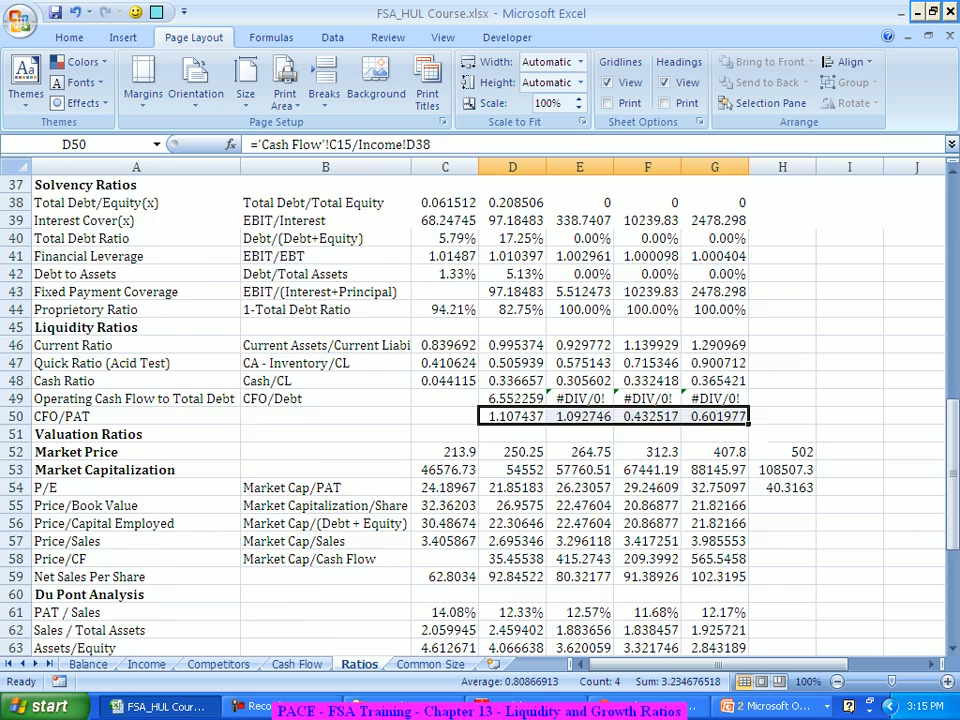 FSA_HUL Course.xlsx - Microsoft Excel
Home Insert Page Layout Formulas Data Review View Developer
Themes Colors Fonts Effects Margins Orientation Size Print Area Breaks Background Print Titles Width: Automatic Height: Automatic Scale: 100% Gridlines View Print Headings View Print Bring to Front Send to Back Selection Pane Align Group Rotate
Themes Page Setup Scale to Fit Sheet Options Arrange
D50 fx ='Cash Flow'!C15/Income!D38
A B C D E F G H I J
37 Solvency Ratios
38 Total Debt/Equity(x) Total Debt/Total Equity 0.061512 0.208506 0 0 0
39 Interest Cover(x) EBIT/Interest 68.24745 97.18483 338.7407 10239.83 2478.298
40 Total Debt Ratio Debt/(Debt+Equity) 5.79% 17.25% 0.00% 0.00% 0.00%
41 Financial Leverage EBIT/EBT 1.01487 1.010397 1.002961 1.000098 1.000404
42 Debt to Assets Debt/Total Assets 1.33% 5.13% 0.00% 0.00% 0.00%
43 Fixed Payment Coverage EBIT/(Interest+Principal) 97.18483 5.512473 10239.83 2478.298
44 Proprietory Ratio 1-Total Debt Ratio 94.21% 82.75% 100.00% 100.00% 100.00%
45 Liquidity Ratios
46 Current Ratio Current Assets/Current Liabi 0.839692 0.995374 0.929772 1.139929 1.290969
47 Quick Ratio (Acid Test) CA - Inventory/CL 0.410624 0.505939 0.575143 0.715346 0.900712
48 Cash Ratio Cash/CL 0.044115 0.336657 0.305602 0.332418 0.365421
49 Operating Cash Flow to Total Debt CFO/Debt 6.552259 #DIV/0! #DIV/0! #DIV/0!
50 CFO/PAT 1.107437 1.092746 0.432517 0.601977
51 Valuation Ratios
52 Market Price 213.9 250.25 264.75 312.3 407.8 502
53 Market Capitalization 46576.73 54552 57760.51 67441.19 88145.97 108507.3
54 P/E Market Cap/PAT 24.18967 21.85183 26.23057 29.24609 32.75097 40.3163
55 Price/Book Value Market Capitalization/Share 32.36203 26.9575 22.47604 20.86877 21.82166
56 Price/Capital Employed Market Cap/(Debt + Equity) 30.48674 22.30646 22.47604 20.86877 21.82166
57 Price/Sales Market Cap/Sales 3.405867 2.695346 3.296118 3.417251 3.985553
58 Price/CF Market Cap/Cash Flow 35.45538 415.2743 209.3992 565.5458
59 Net Sales Per Share 62.8034 92.84522 80.32177 91.38926 102.3195
60 Du Pont Analysis
61 PAT / Sales 14.08% 12.33% 12.57% 11.68% 12.17%
62 Sales / Total Assets 2.059945 2.459402 1.883656 1.838457 1.925721
63 Assets/Equity 4.612671 4.066638 3.620059 3.321746 2.843189
Balance Income Competitors Cash Flow Ratios Common Size
Ready Average: 0.80866913 Count: 4 Sum: 3.234676518 100%
start FSA_HUL Cour... Reco 2 Microsoft O... 3:15 PM
PACE - FSA Training - Chapter 13 - Liquidity and Growth Ratios